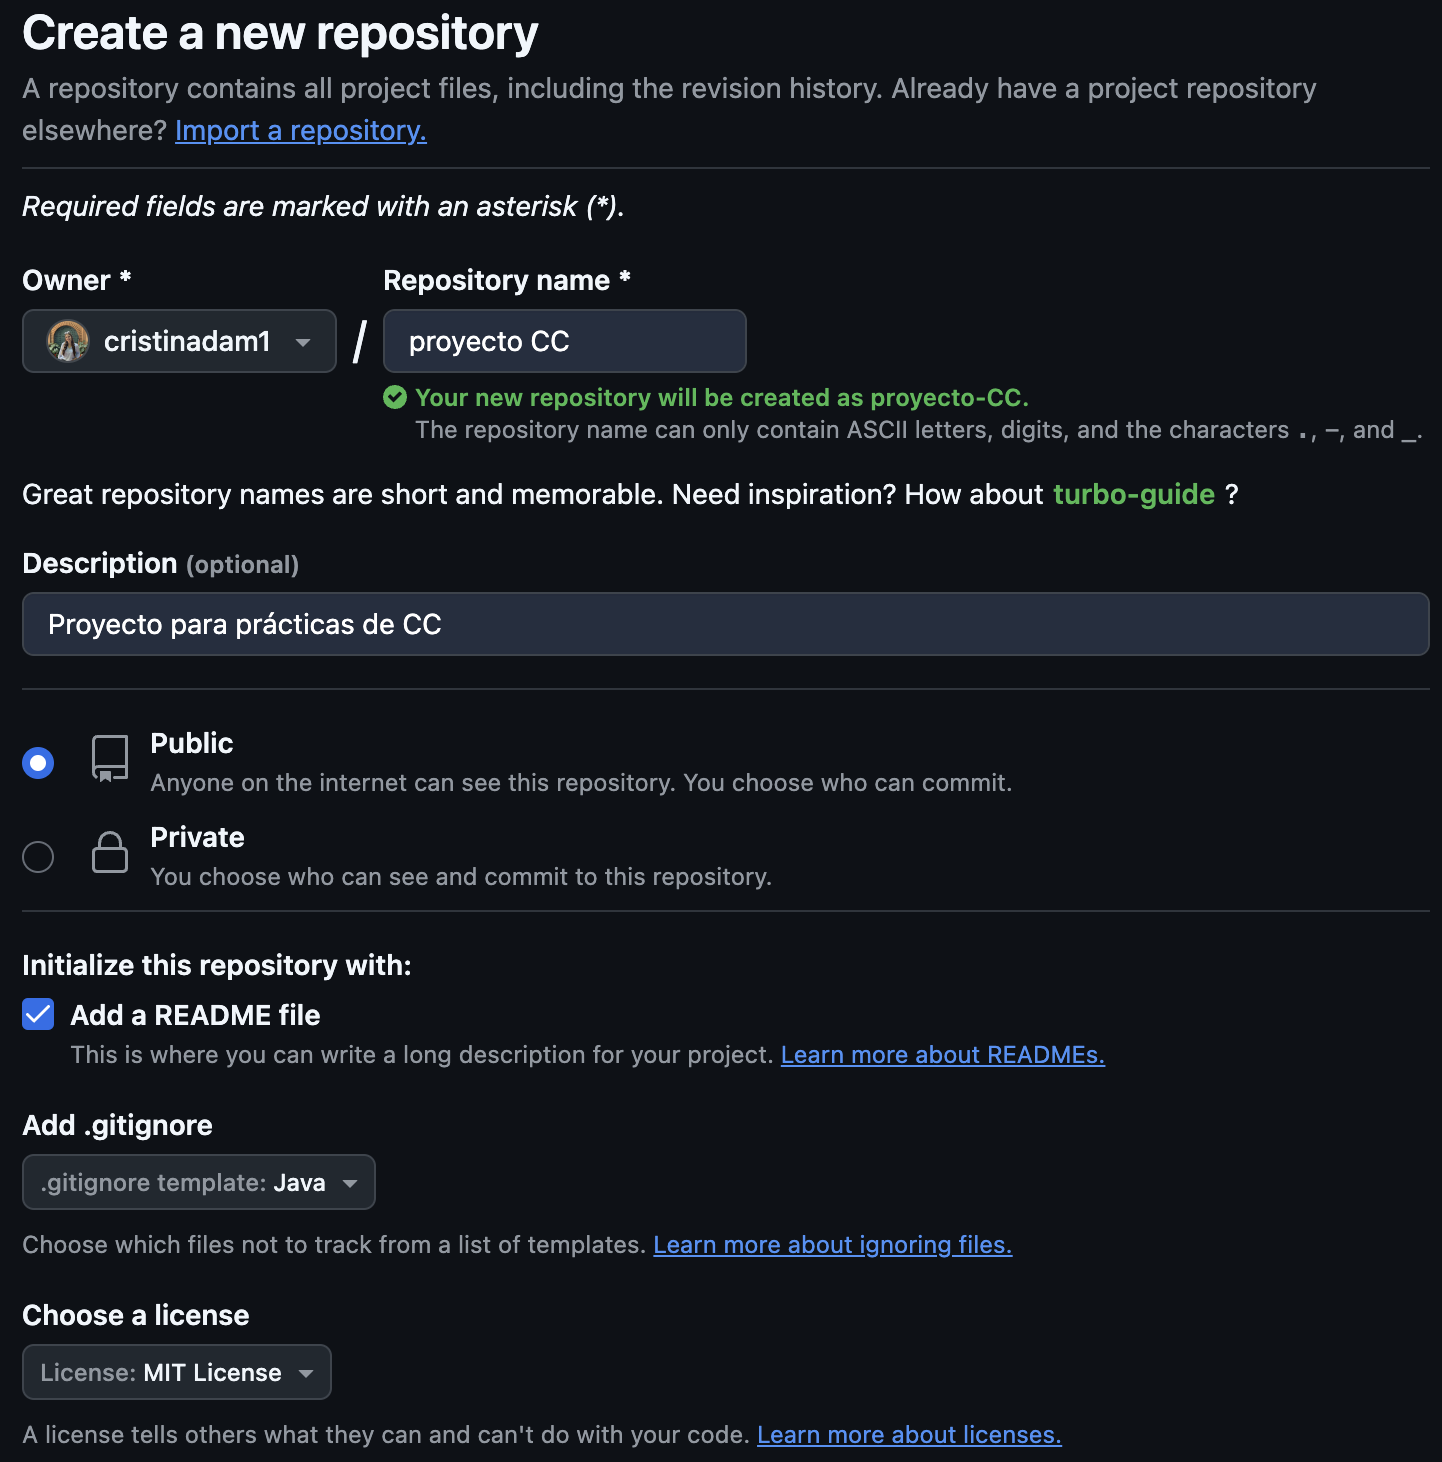 Create a new repository
A repository contains all project files, including the revision history. Already have a project repository
elsewhere? Import a repository.
Required fields are marked with an asterisk (*).
Owner * Repository name *
cristinadam1 / proyecto CC
Your new repository will be created as proyecto-CC.
The repository name can only contain ASCII letters, digits, and the characters ., -, and _.
Great repository names are short and memorable. Need inspiration? How about turbo-guide ?
Description (optional)
Proyecto para prácticas de CC
Public
Anyone on the internet can see this repository. You choose who can commit.
Private
You choose who can see and commit to this repository.
Initialize this repository with:
Add a README file
This is where you can write a long description for your project. Learn more about READMEs.
Add .gitignore
.gitignore template: Java
Choose which files not to track from a list of templates. Learn more about ignoring files.
Choose a license
License: MIT License
A license tells others what they can and can't do with your code. Learn more about licenses.